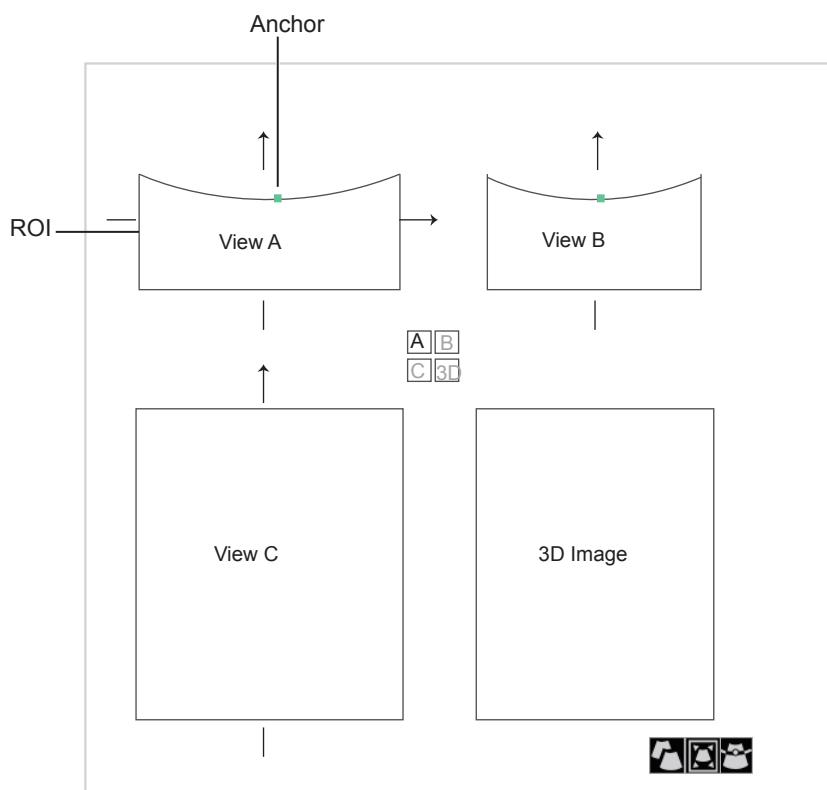 Anchor
ROI
View A
View B
A B
C 3D
View C
3D Image